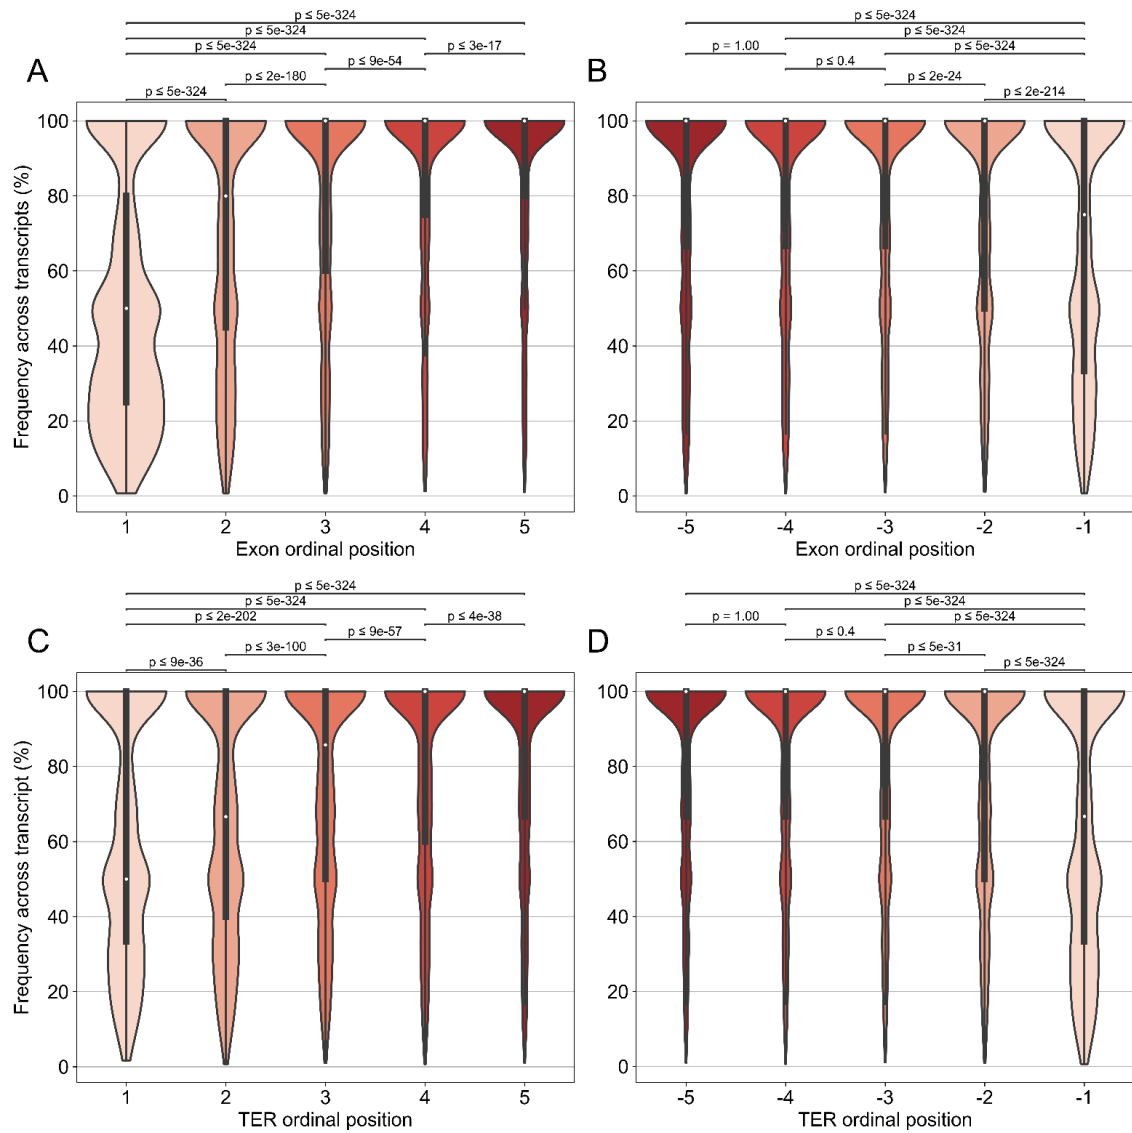 p ≤ 5e-324
p ≤ 5e-324
p ≤ 5e-324
p ≤ 3e-17
p ≤ 9e-54
A
p ≤ 2e-180
p ≤ 5e-324
100
80
60
40
20
0
Frequency across transcripts (%)
1 2 3 4 5
Exon ordinal position
p ≤ 5e-324
p ≤ 5e-324
p = 1.00
p ≤ 5e-324
p ≤ 0.4
B
p ≤ 2e-24
p ≤ 2e-214
100
80
60
40
20
0
Frequency across transcripts (%)
-5 -4 -3 -2 -1
Exon ordinal position
p ≤ 5e-324
p ≤ 5e-324
p ≤ 2e-202
p ≤ 4e-38
p ≤ 9e-57
C
p ≤ 3e-100
p ≤ 9e-36
100
80
60
40
20
0
Frequency across transcript (%)
1 2 3 4 5
TER ordinal position
p ≤ 5e-324
p ≤ 5e-324
p = 1.00
p ≤ 5e-324
p ≤ 0.4
D
p ≤ 5e-31
p ≤ 5e-324
100
80
60
40
20
0
Frequency across transcript (%)
-5 -4 -3 -2 -1
TER ordinal position